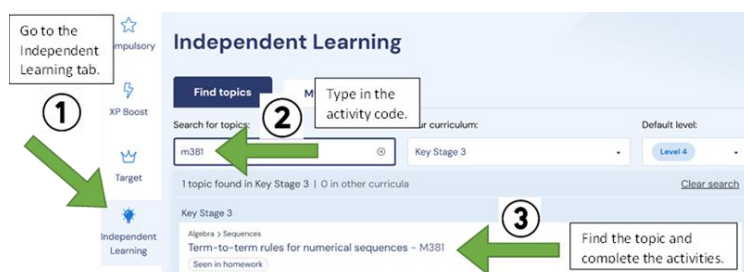 Go to the
Independent
Learning tab.
1
Compulsory
XP Boost
Target
Independent
Learning
Independent Learning
Find topics
M
2
Type in the
activity code.
Search for topics:
ur curriculum:
Default level:
m381
Key Stage 3
Level 4
1 topic found in Key Stage 3 | 0 in other curricula
Clear search
Key Stage 3
Algebra > Sequences
Term-to-term rules for numerical sequences - M381
Seen in homework
3
Find the topic and
complete the activities.